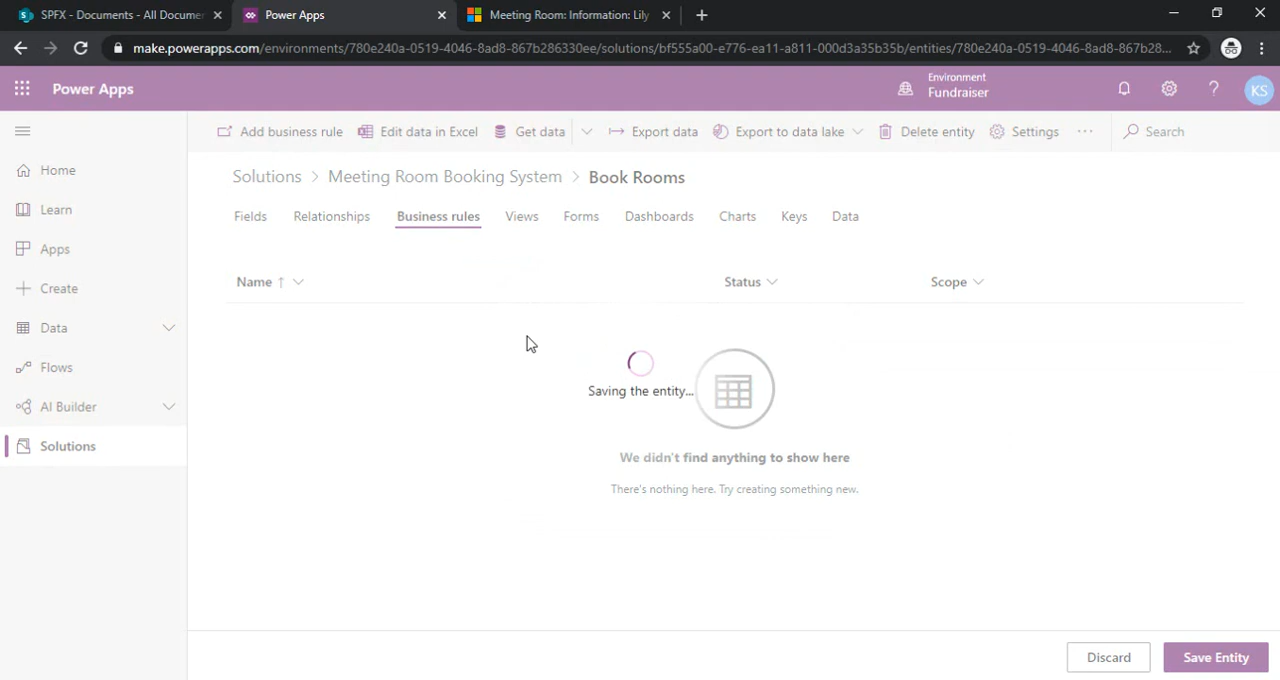 SPFX - Documents - All Documen
Power Apps
Meeting Room: Information: Lily
make.powerapps.com/environments/780e240a-0519-4046-8ad8-867b286330ee/solutions/bf555a00-e776-ea11-a811-000d3a35b35b/entities/780e240a-0519-4046-8ad8-867b28...
Power Apps
Environment
Fundraiser
KS
Add business rule Edit data in Excel Get data Export data Export to data lake Delete entity Settings ... Search
Solutions > Meeting Room Booking System > Book Rooms
Fields Relationships Business rules Views Forms Dashboards Charts Keys Data
Name ↑ Status Scope
Home
Learn
Apps
Create
Data
Flows
AI Builder
Solutions
Saving the entity...
We didn't find anything to show here
There's nothing here. Try creating something new.
Discard Save Entity